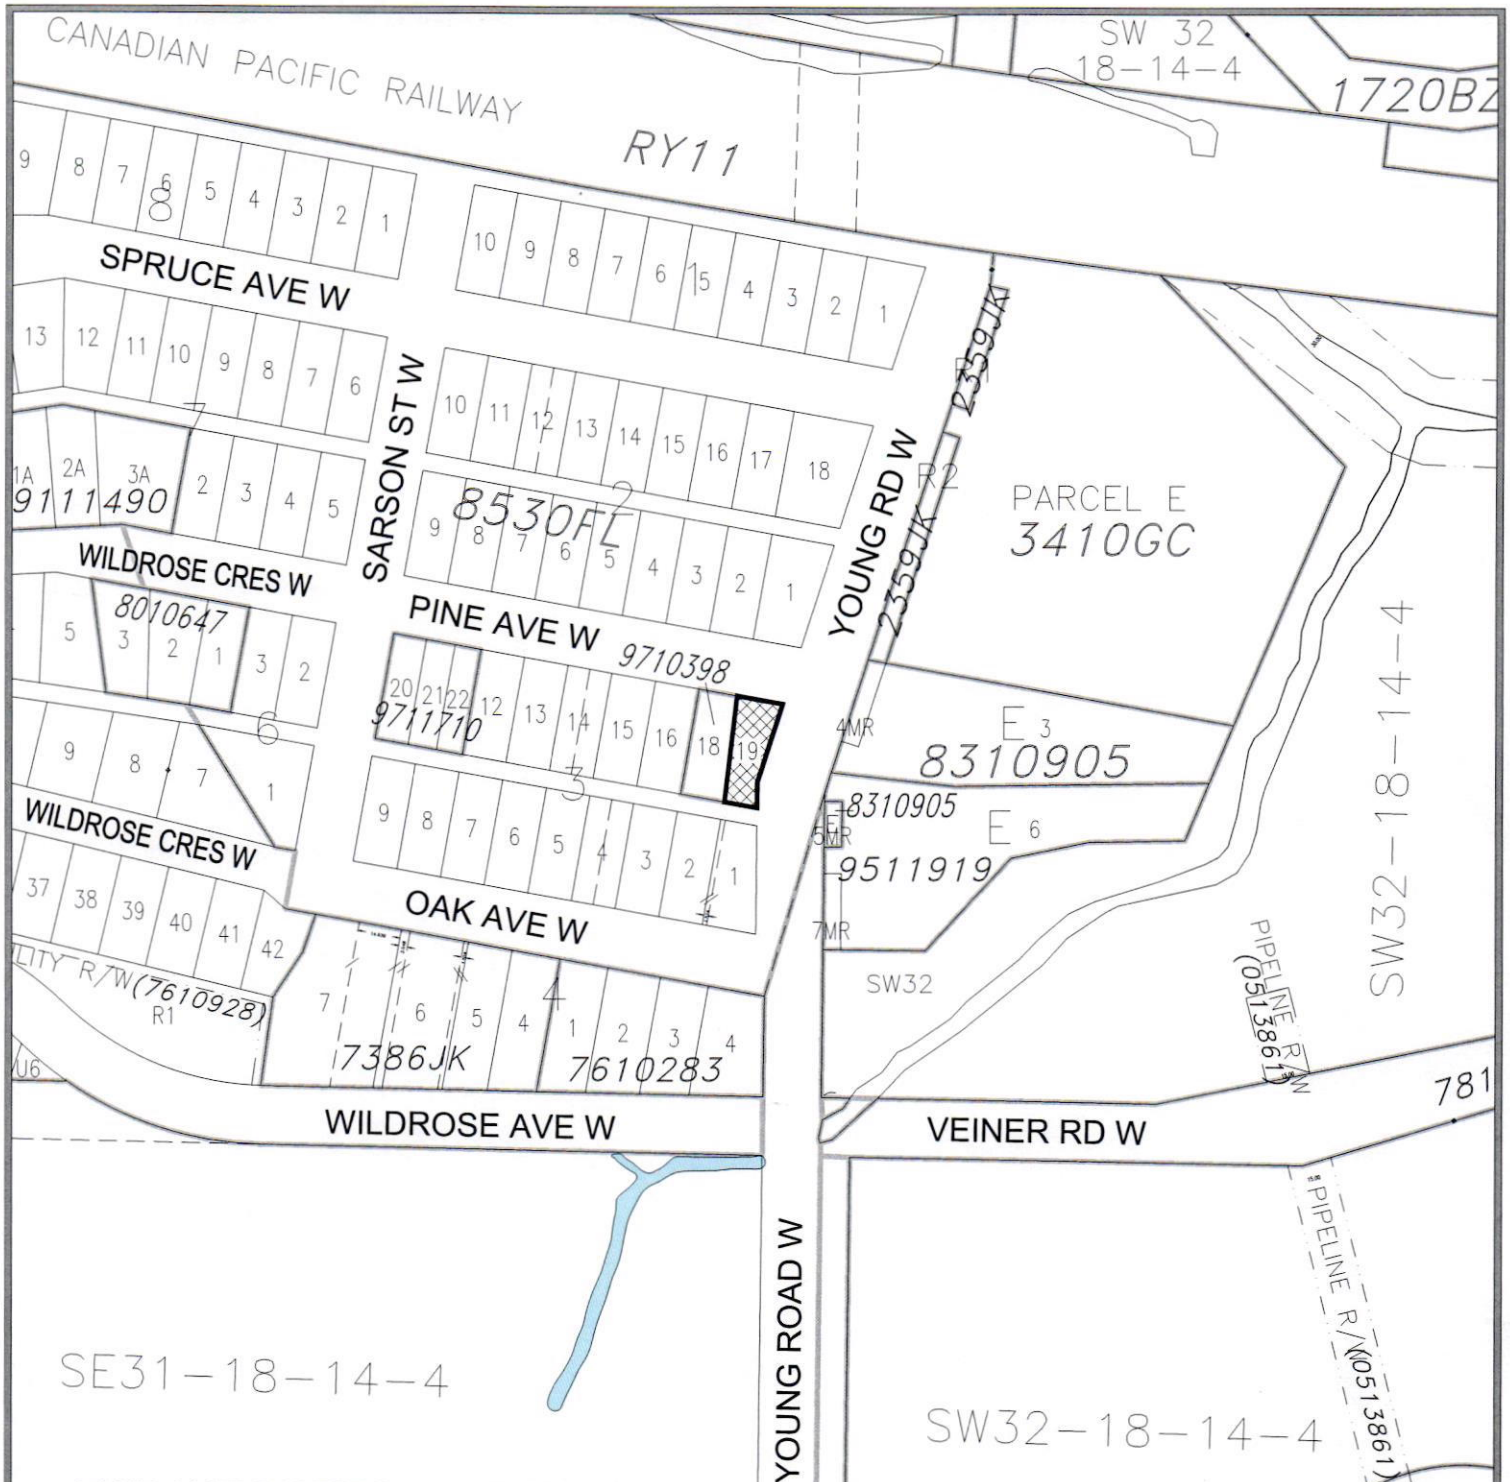 CANADIAN PACIFIC RAILWAY
SW 32
18-14-4
1720BZ
RY11
9 8 7 6 5 4 3 2 1
8
10 9 8 7 6 5 4 3 2 1
1
SPRUCE AVE W
2359JK
R1
13 12 11 10 9 8 7 6
7
10 11 12 13 14 15 16 17 18
SARSON ST W
YOUNG RD W
R2
2359JK
PARCEL E
3410GC
1A 2A 3A 2 3 4 5
9111490
9 8 7 6 5 4 3 2 1
2
8530FL
WILDROSE CRES W
PINE AVE W
8010647
5 3 2 1 3 2
9710398
20 21 22 12 13 14 15 16 18 19
9711710
3
6
9 8 7 1
4MR
E 3
8310905
8310905
E 6
5MR
9511919
7MR
9 8 7 6 5 4 3 2 1
WILDROSE CRES W
OAK AVE W
37 38 39 40 41 42
LITY R/W (7610928)
R1
U6
7 6 5 4 1 2 3 4
4
7386JK
7610283
SW32
SW32-18-14-4
PIPELINE R/W
(0513861)
781
WILDROSE AVE W
VEINER RD W
YOUNG ROAD W
PIPELINE R/W
(0513861)
SE31-18-14-4
SW32-18-14-4